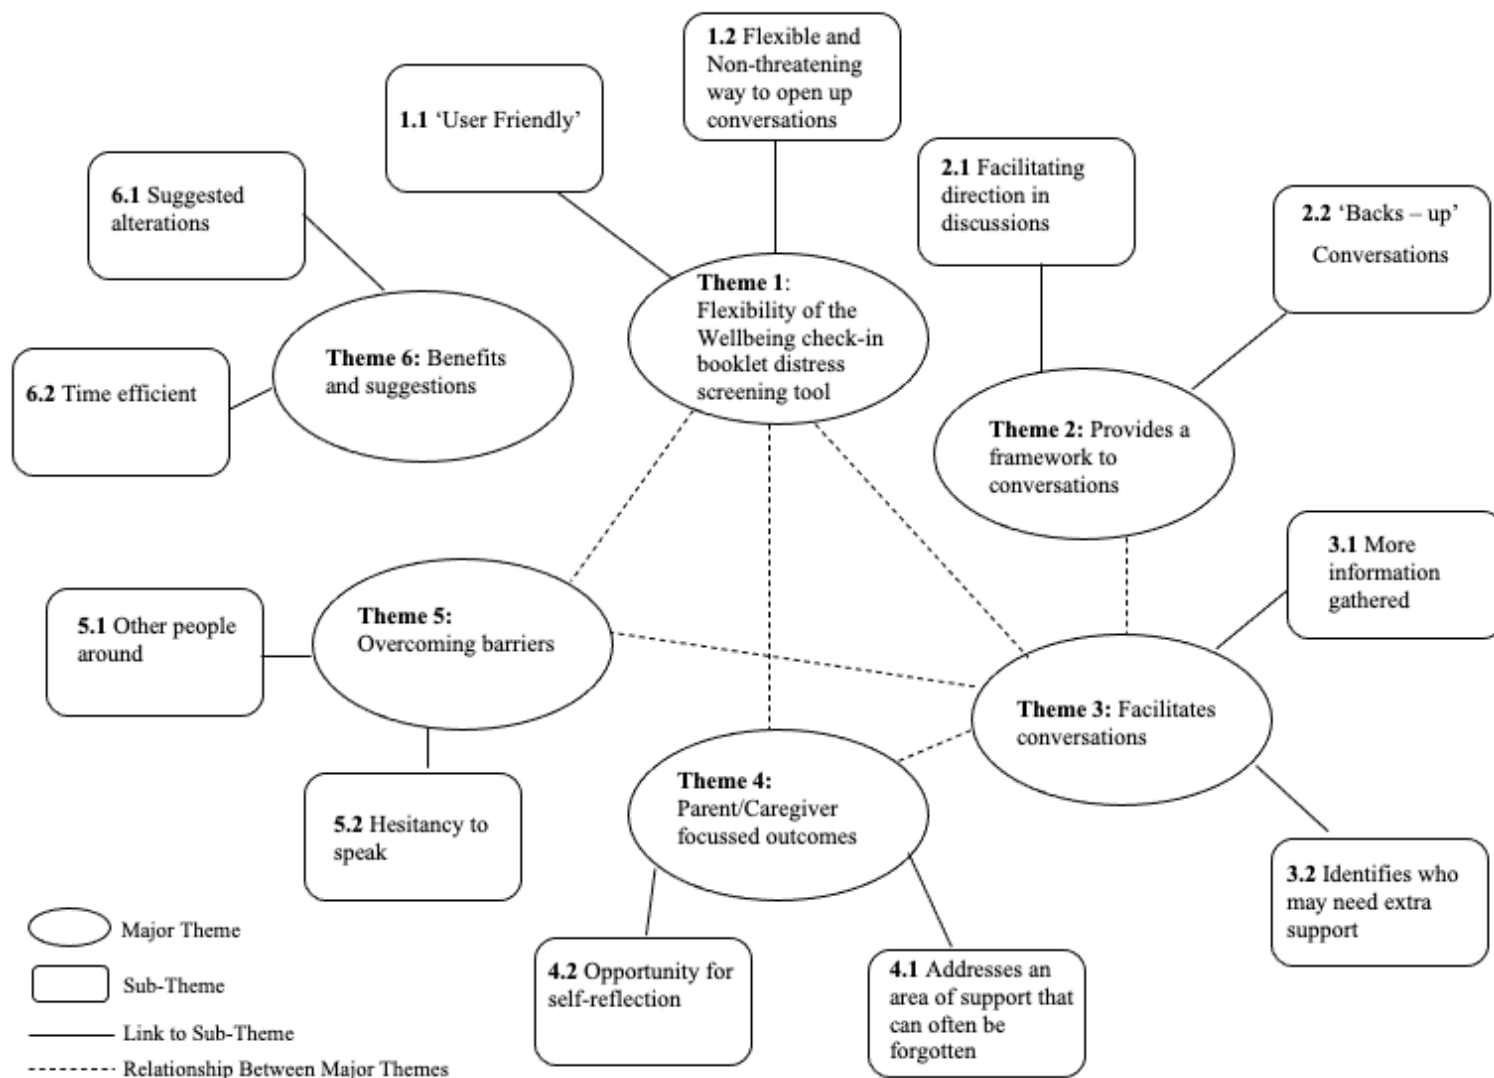 1.2 Flexible and
Non-threatening
way to open up
conversations
1.1 ‘User Friendly’
2.1 Facilitating
direction in
discussions
6.1 Suggested
alterations
2.2 ‘Backs – up’
Conversations
Theme 1:
Flexibility of the
Wellbeing check-in
booklet distress
screening tool
Theme 6: Benefits
and suggestions
6.2 Time efficient
Theme 2: Provides a
framework to
conversations
3.1 More
information
gathered
Theme 5:
Overcoming barriers
5.1 Other people
around
Theme 3: Facilitates
conversations
Theme 4:
Parent/Caregiver
focussed outcomes
5.2 Hesitancy to
speak
3.2 Identifies who
may need extra
support
4.2 Opportunity for
self-reflection
4.1 Addresses an
area of support that
can often be
forgotten
Major Theme
Sub-Theme
Link to Sub-Theme
Relationship Between Major Themes